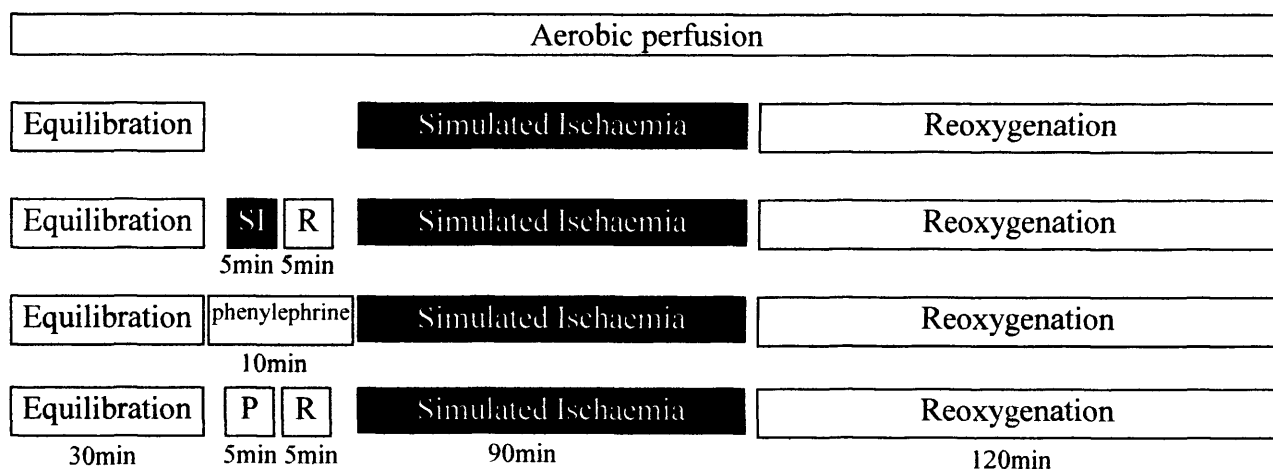 Aerobic perfusion
Equilibration Simulated Ischaemia Reoxygenation
Equilibration SI R Simulated Ischaemia Reoxygenation
5min 5min
Equilibration phenylephrine Simulated Ischaemia Reoxygenation
10min
Equilibration P R Simulated Ischaemia Reoxygenation
30min 5min 5min 90min 120min